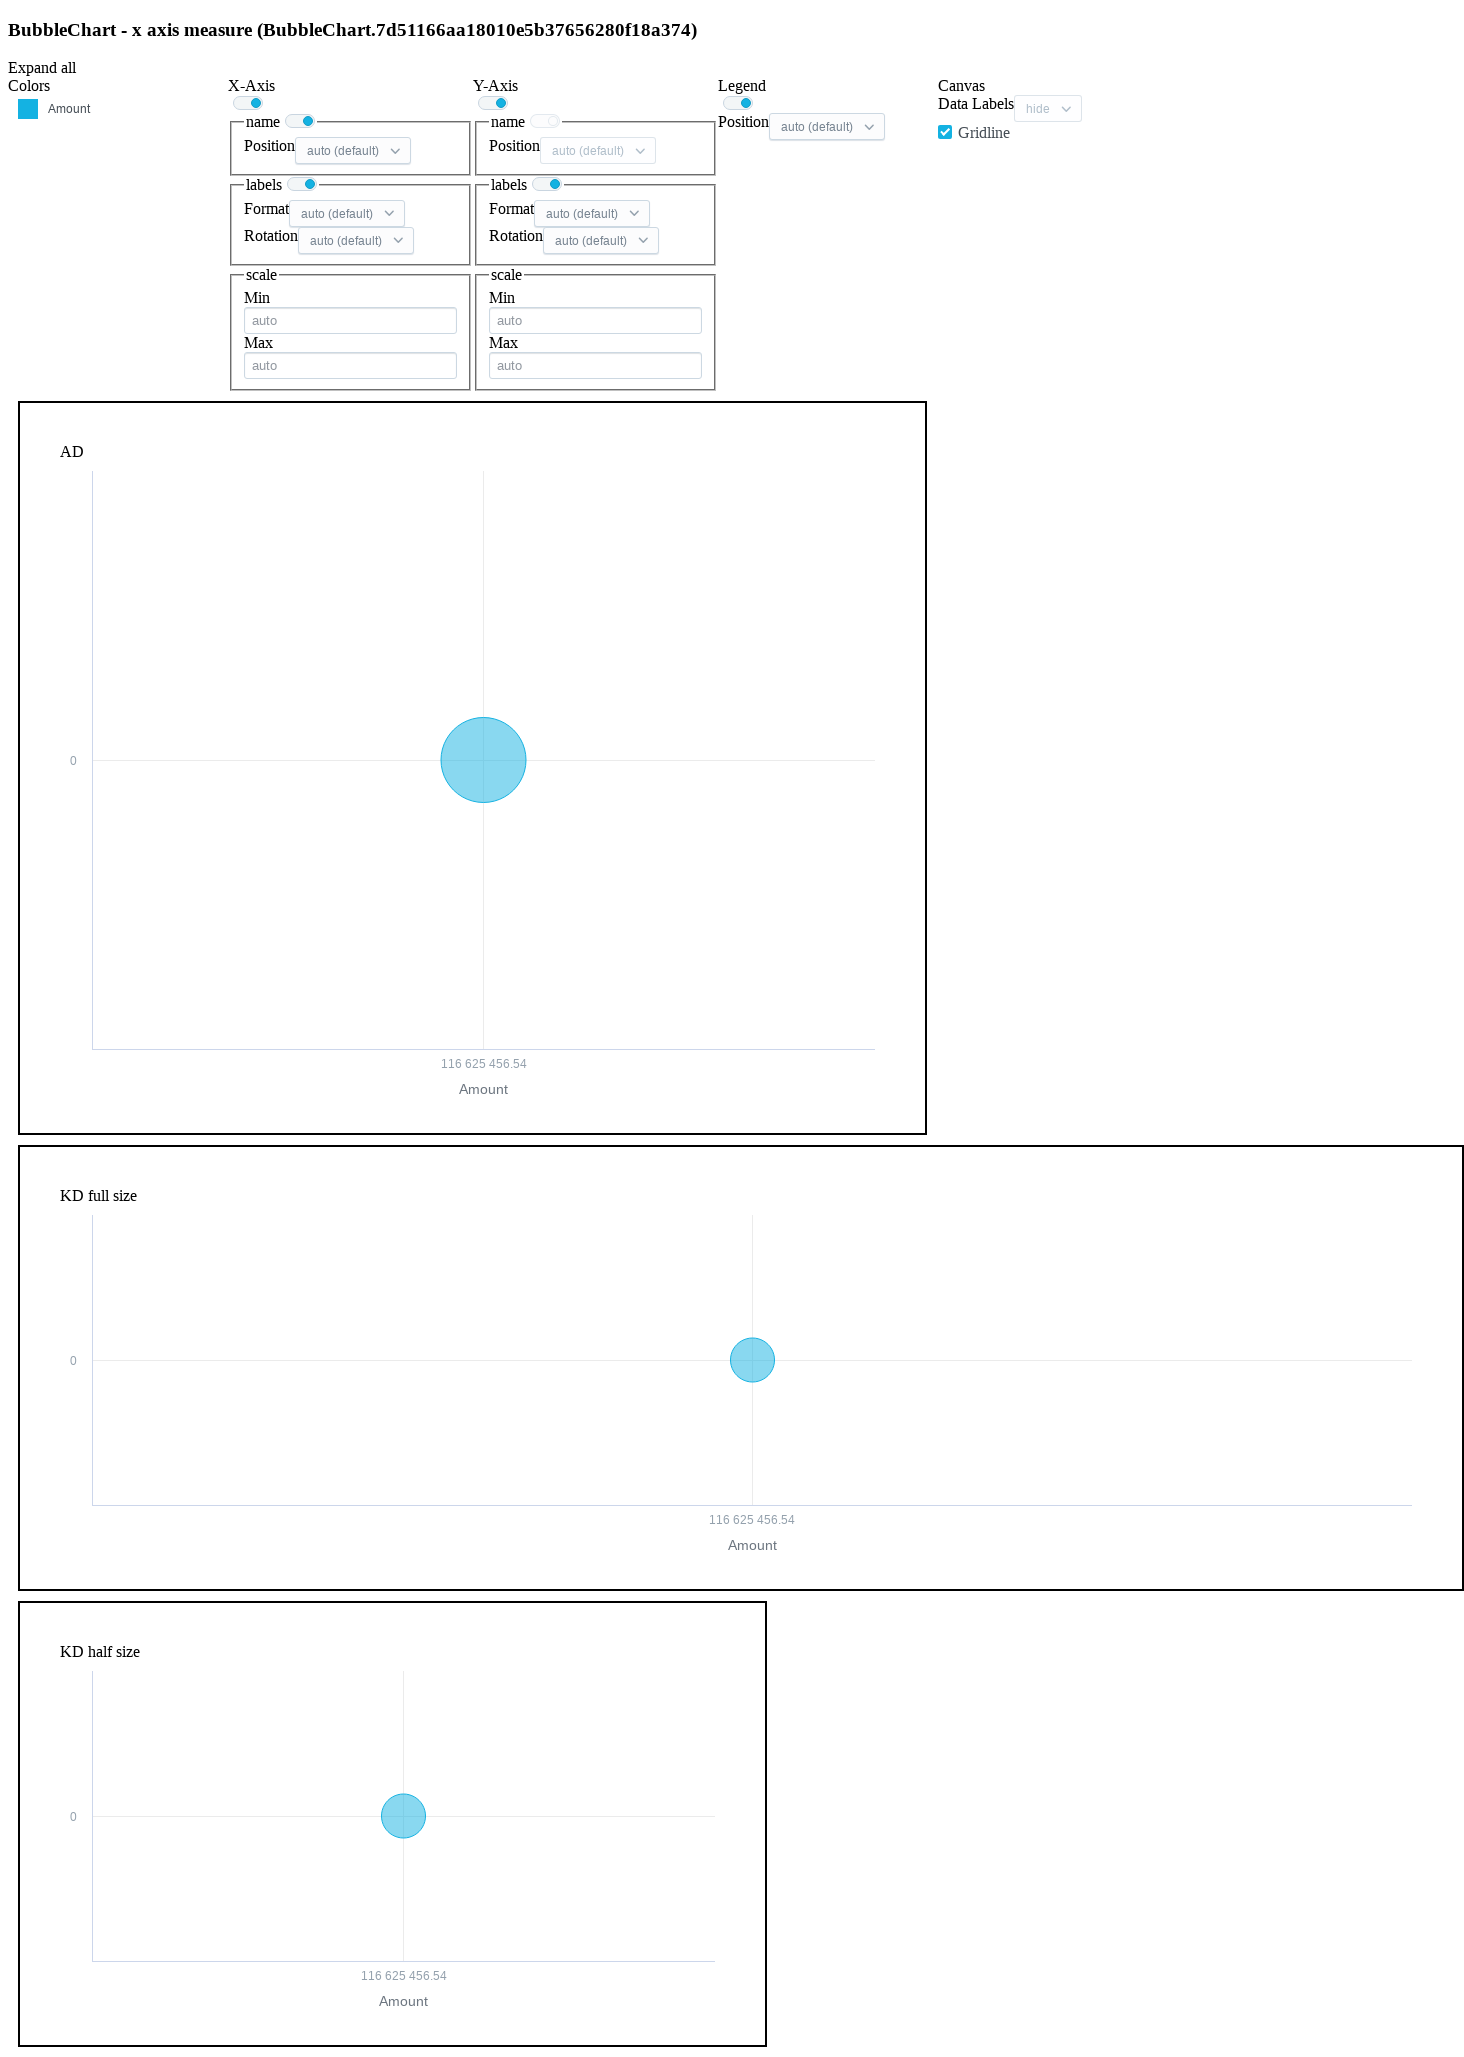 BubbleChart - x axis measure (BubbleChart.7d51166aa18010e5b37656280f18a374)
Expand all
Colors
Amount
X-Axis
name
Position auto (default)
labels
Format auto (default)
Rotation auto (default)
scale
Min
auto
Max
auto
Y-Axis
name
Position auto (default)
labels
Format auto (default)
Rotation auto (default)
scale
Min
auto
Max
auto
Legend
Position auto (default)
Canvas
Data Labels hide
Gridline
AD
0
116 625 456.54
Amount
KD full size
0
116 625 456.54
Amount
KD half size
0
116 625 456.54
Amount